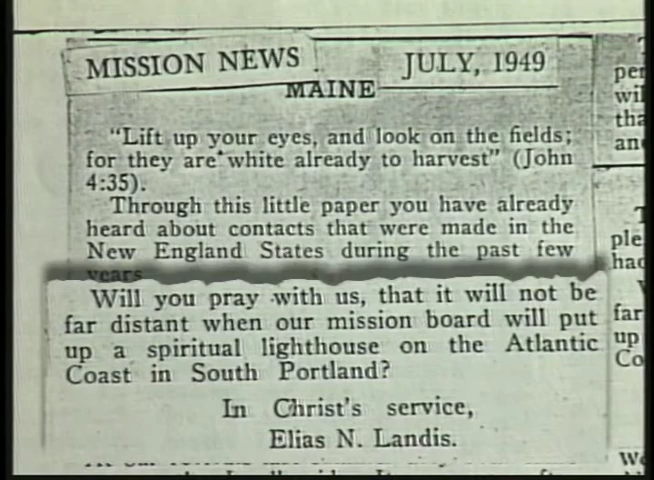 MISSION NEWS
JULY, 1949
MAINE
"Lift up your eyes, and look on the fields;
for they are white already to harvest" (John
4:35).
Through this little paper you have already
heard about contacts that were made in the
New England States during the past few
years
Will you pray with us, that it will not be
far distant when our mission board will put
up a spiritual lighthouse on the Atlantic
Coast in South Portland?
In Christ's service,
Elias N. Landis.